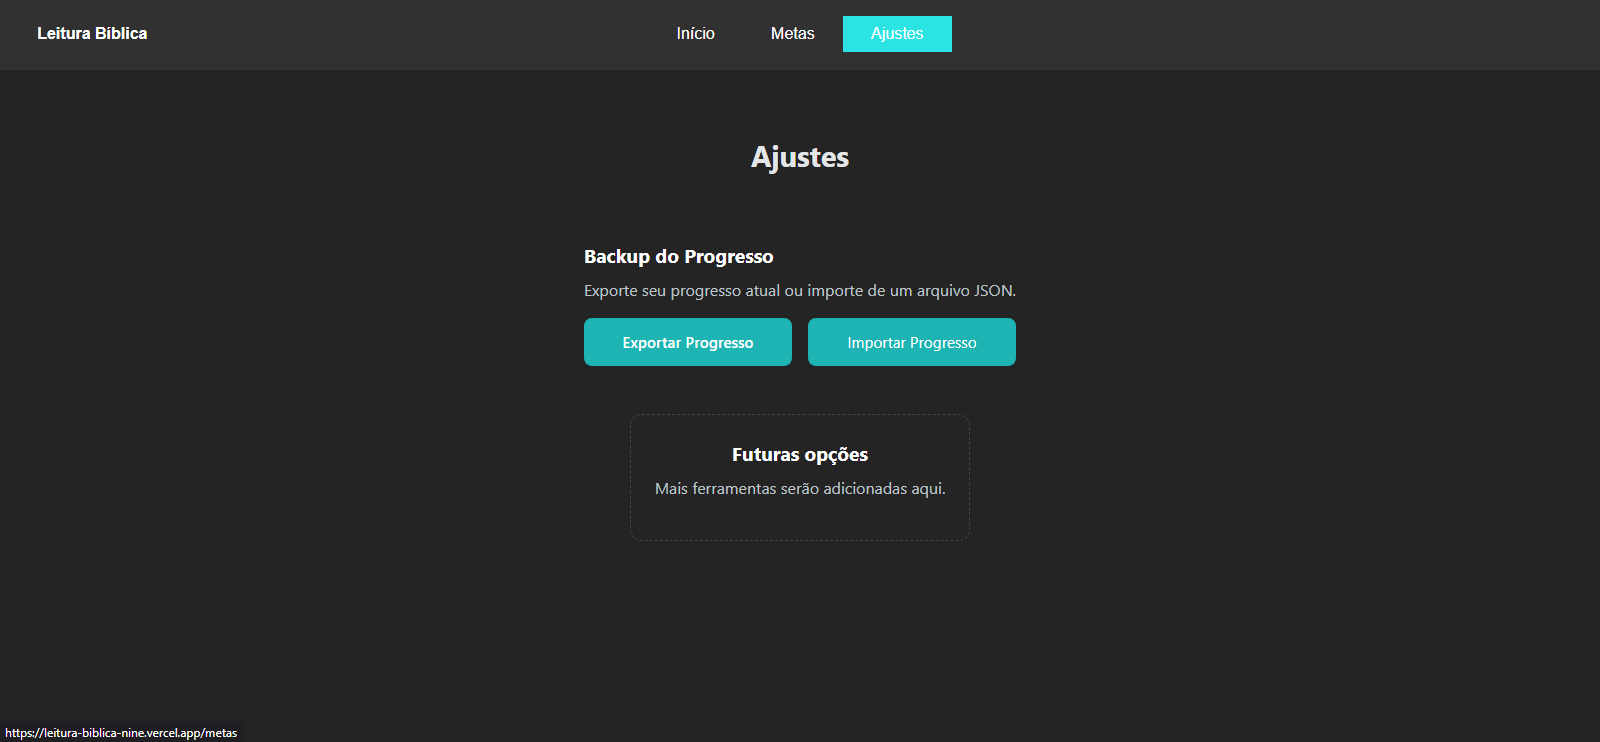 Leitura Bíblica
Início
Metas
Ajustes
Ajustes
Backup do Progresso
Exporte seu progresso atual ou importe de um arquivo JSON.
Exportar Progresso
Importar Progresso
Futuras opções
Mais ferramentas serão adicionadas aqui.
https://leitura-biblica-nine.vercel.app/metas